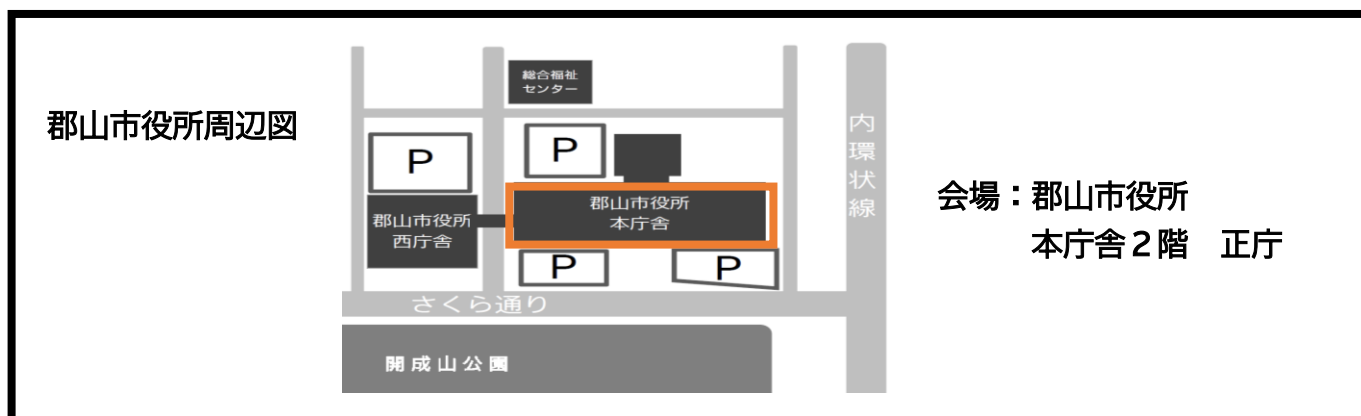 郡山市役所周辺図
総合福祉
センター
P
P
郡山市役所
本庁舎
郡山市役所
西庁舎
P
P
さくら通り
内環状線
開成山公園
会場：郡山市役所
本庁舎２階　正庁